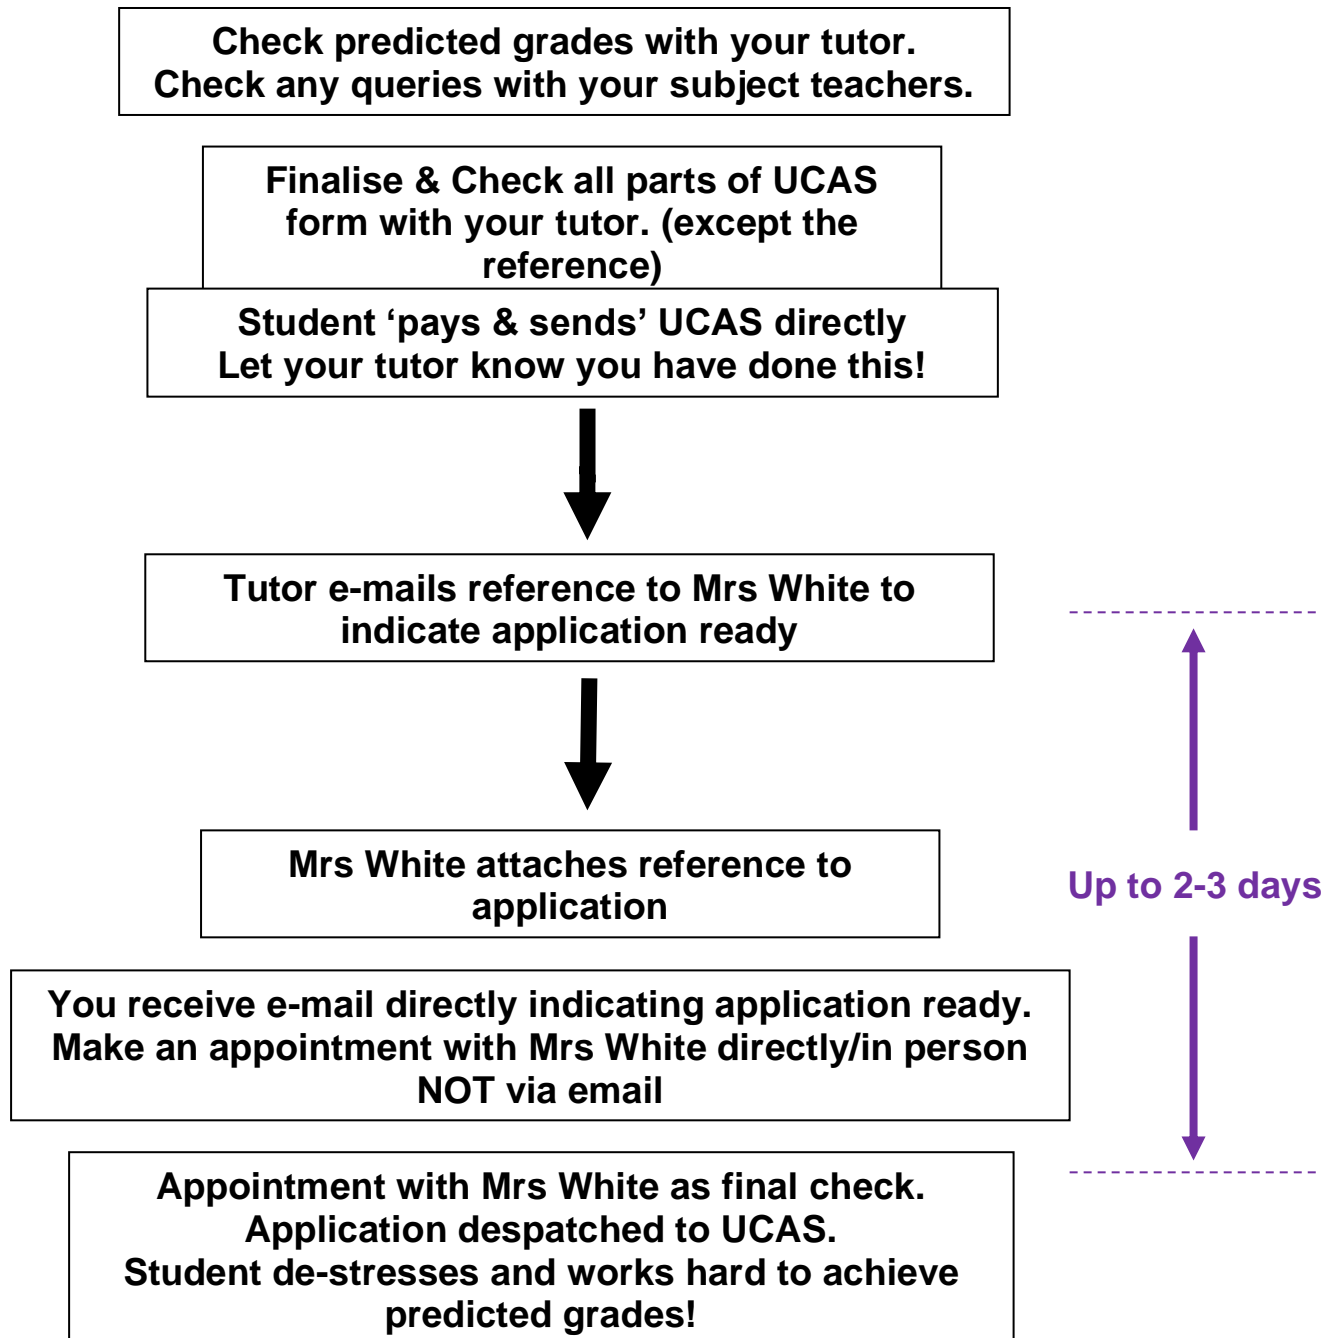 Check predicted grades with your tutor.
Check any queries with your subject teachers.
Finalise & Check all parts of UCAS
form with your tutor. (except the
reference)
Student ‘pays & sends’ UCAS directly
Let your tutor know you have done this!
Tutor e-mails reference to Mrs White to
indicate application ready
Mrs White attaches reference to
application
Up to 2-3 days
You receive e-mail directly indicating application ready.
Make an appointment with Mrs White directly/in person
NOT via email
Appointment with Mrs White as final check.
Application despatched to UCAS.
Student de-stresses and works hard to achieve
predicted grades!